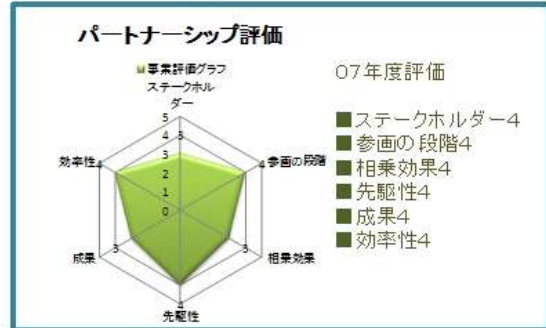 パートナーシップ評価
■事業評価グラフ
ステークホル
ダー
5
4
3
2
1
0
3
効率性
4
4
参画の段階
成果
3
3
相乗効果
4
先駆性
07年度評価
■ステークホルダー4
■参画の段階4
■相乗効果4
■先駆性4
■成果4
■効率性4